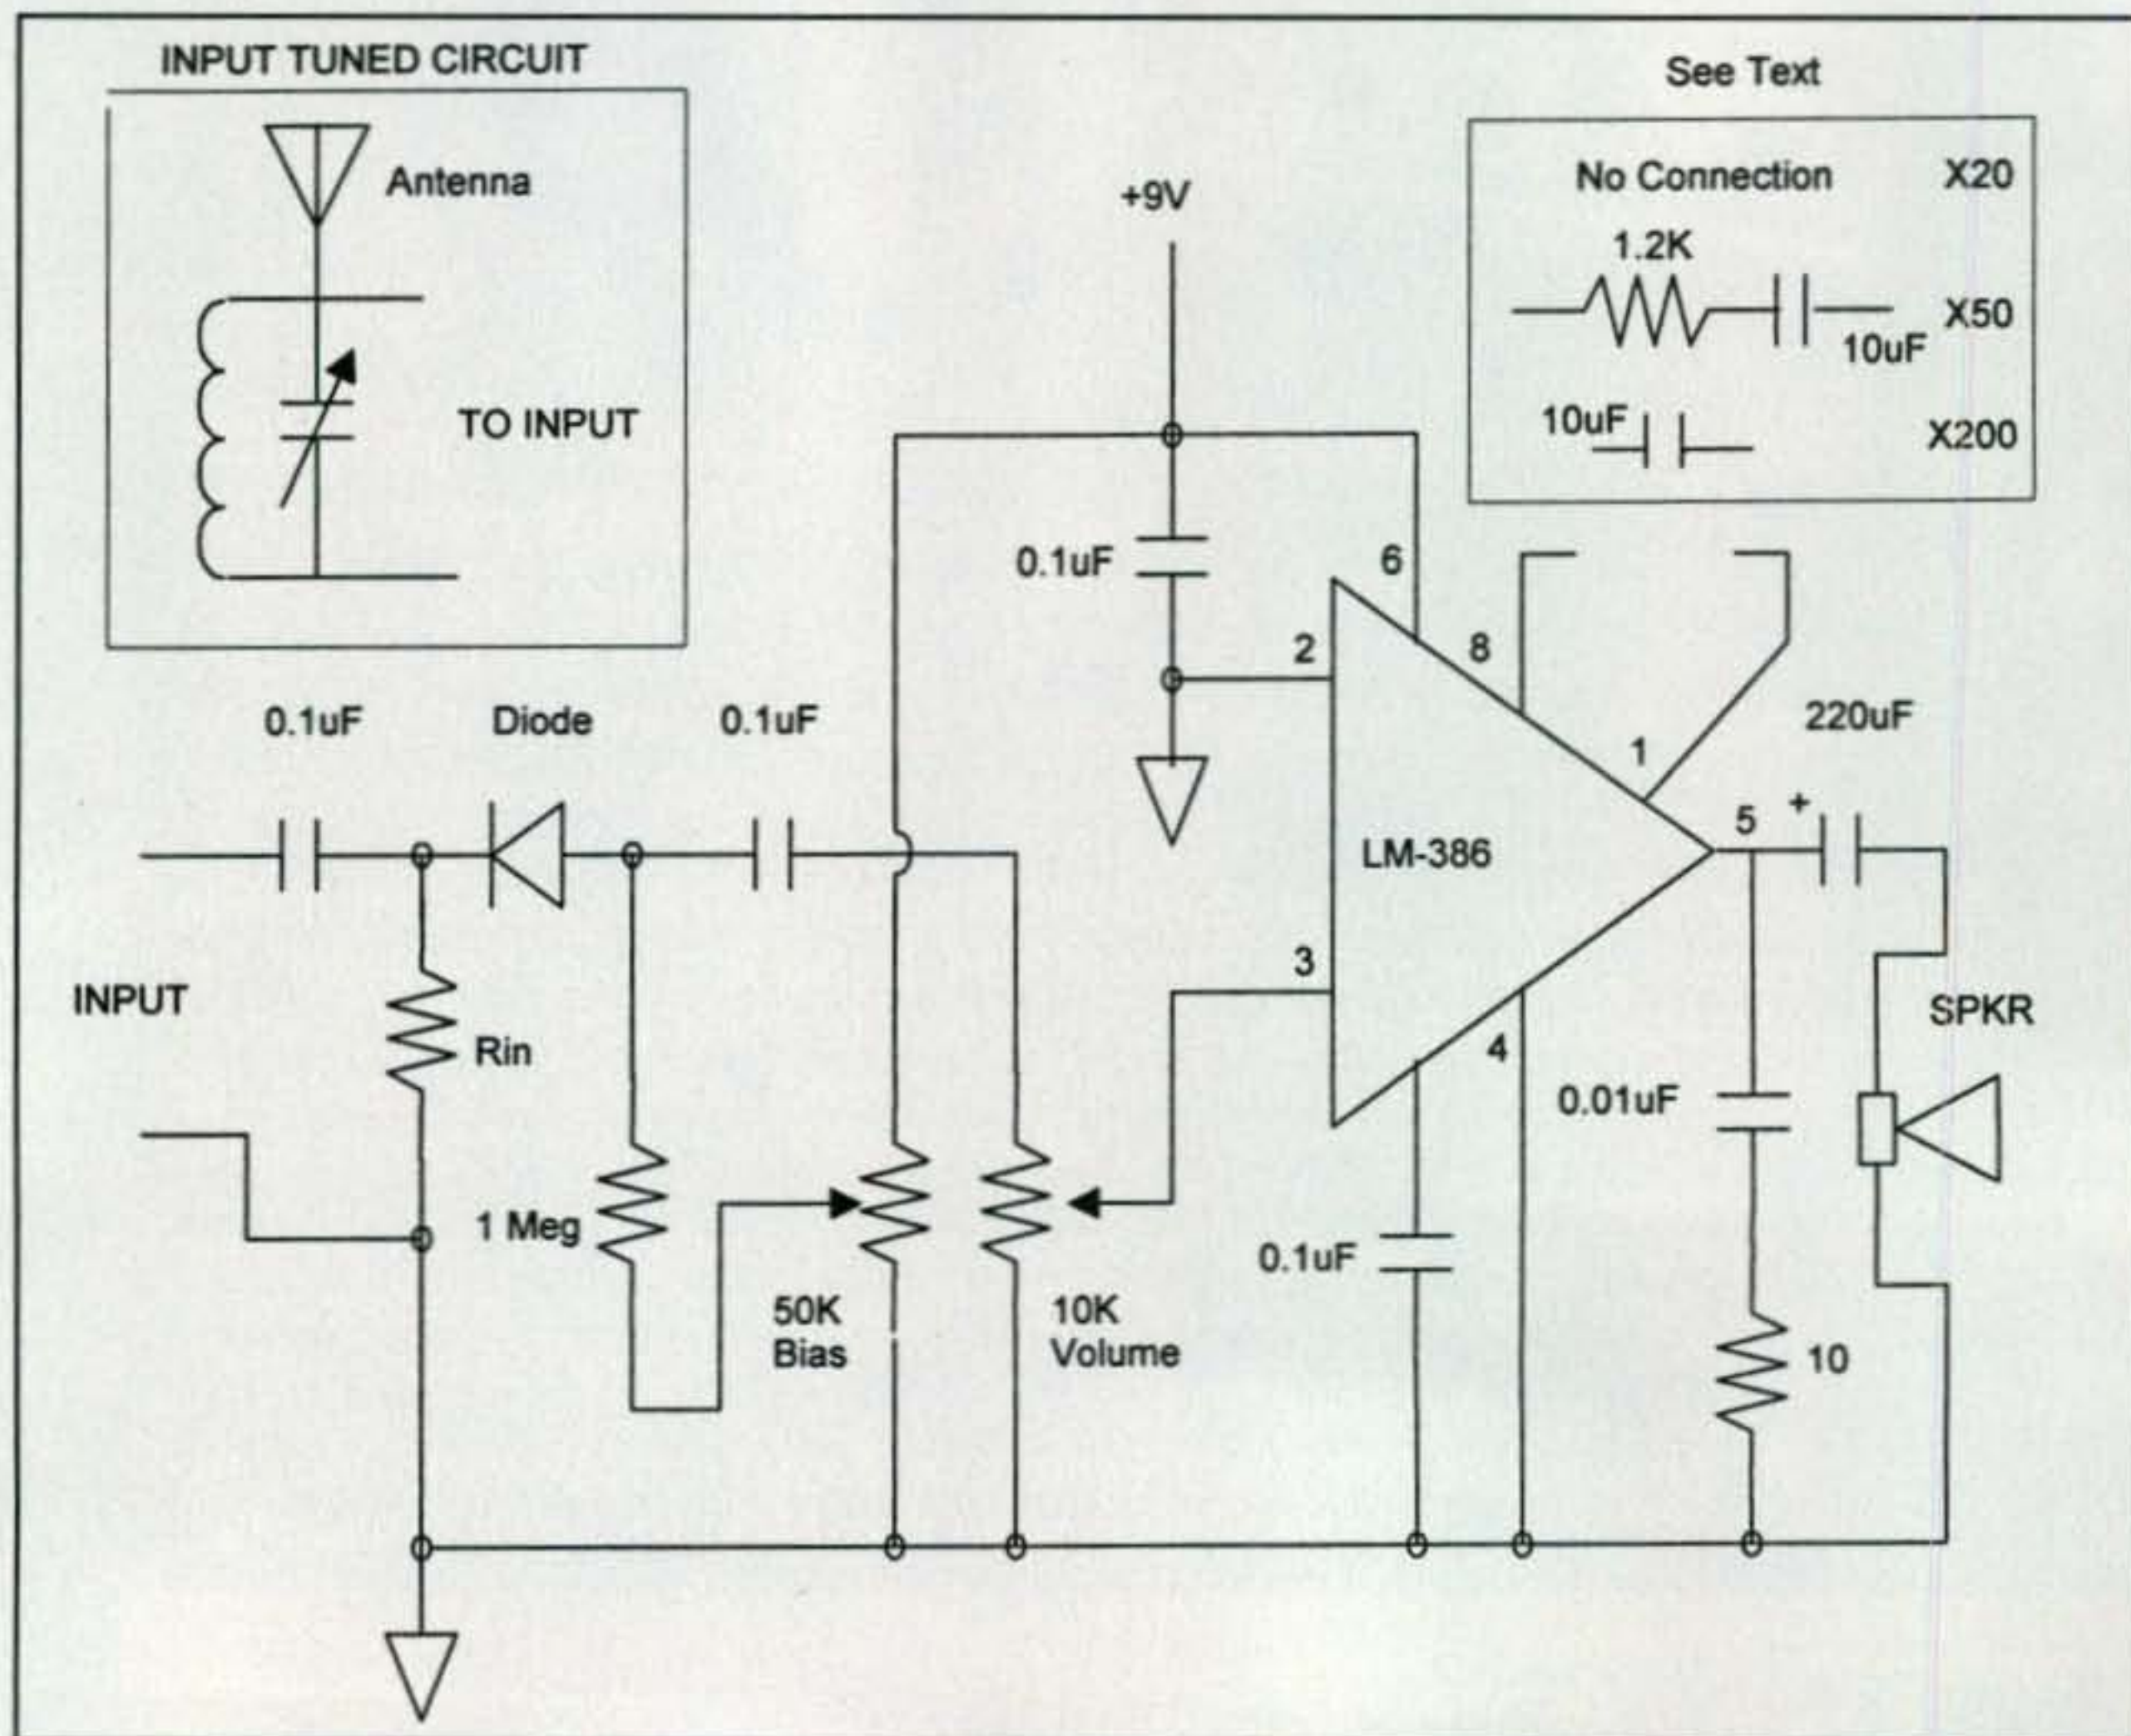 INPUT TUNED CIRCUIT
See Text
Antenna
TO INPUT
No Connection X20
1.2K
10uF X50
10uF X200
+9V
0.1uF
6
2
8
1
220uF
+
5
0.1uF
Diode
0.1uF
LM-386
INPUT
Rin
3
4
SPKR
0.01uF
1 Meg
50K
Bias
10K
Volume
0.1uF
10